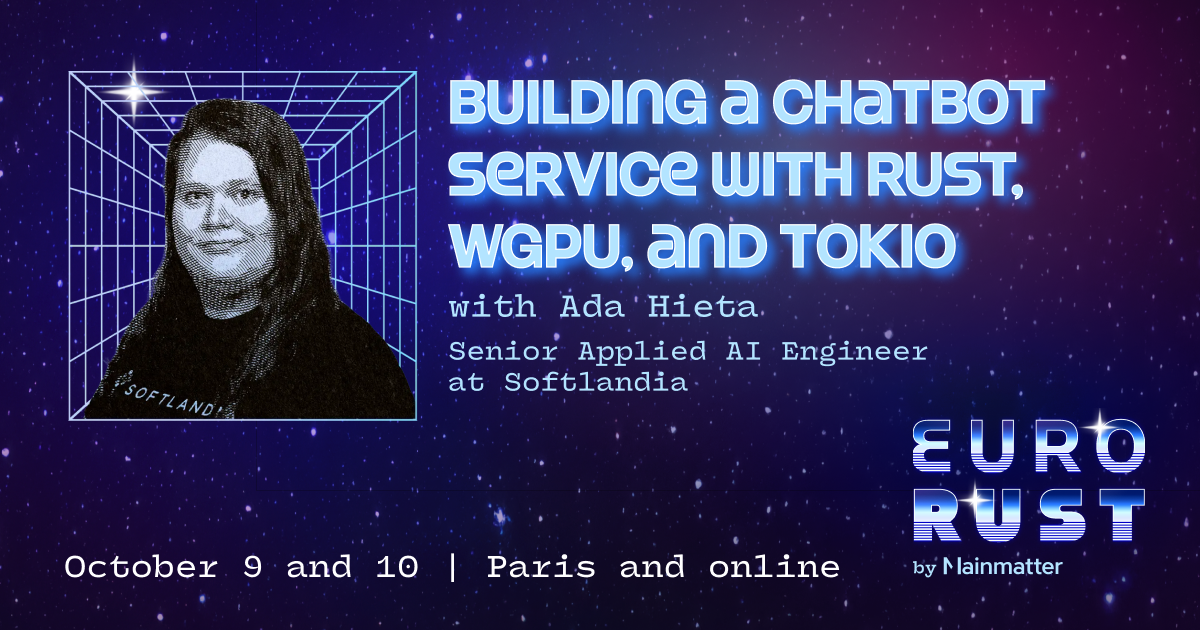 BUILDING a CHATBOT
SERVICE WITH RUST,
WGPU, and TOKIO
with Ada Hieta
Senior Applied AI Engineer
at Softlandia
SOFTLANDI
EURO
RUST
by Mainmatter
October 9 and 10 | Paris and online